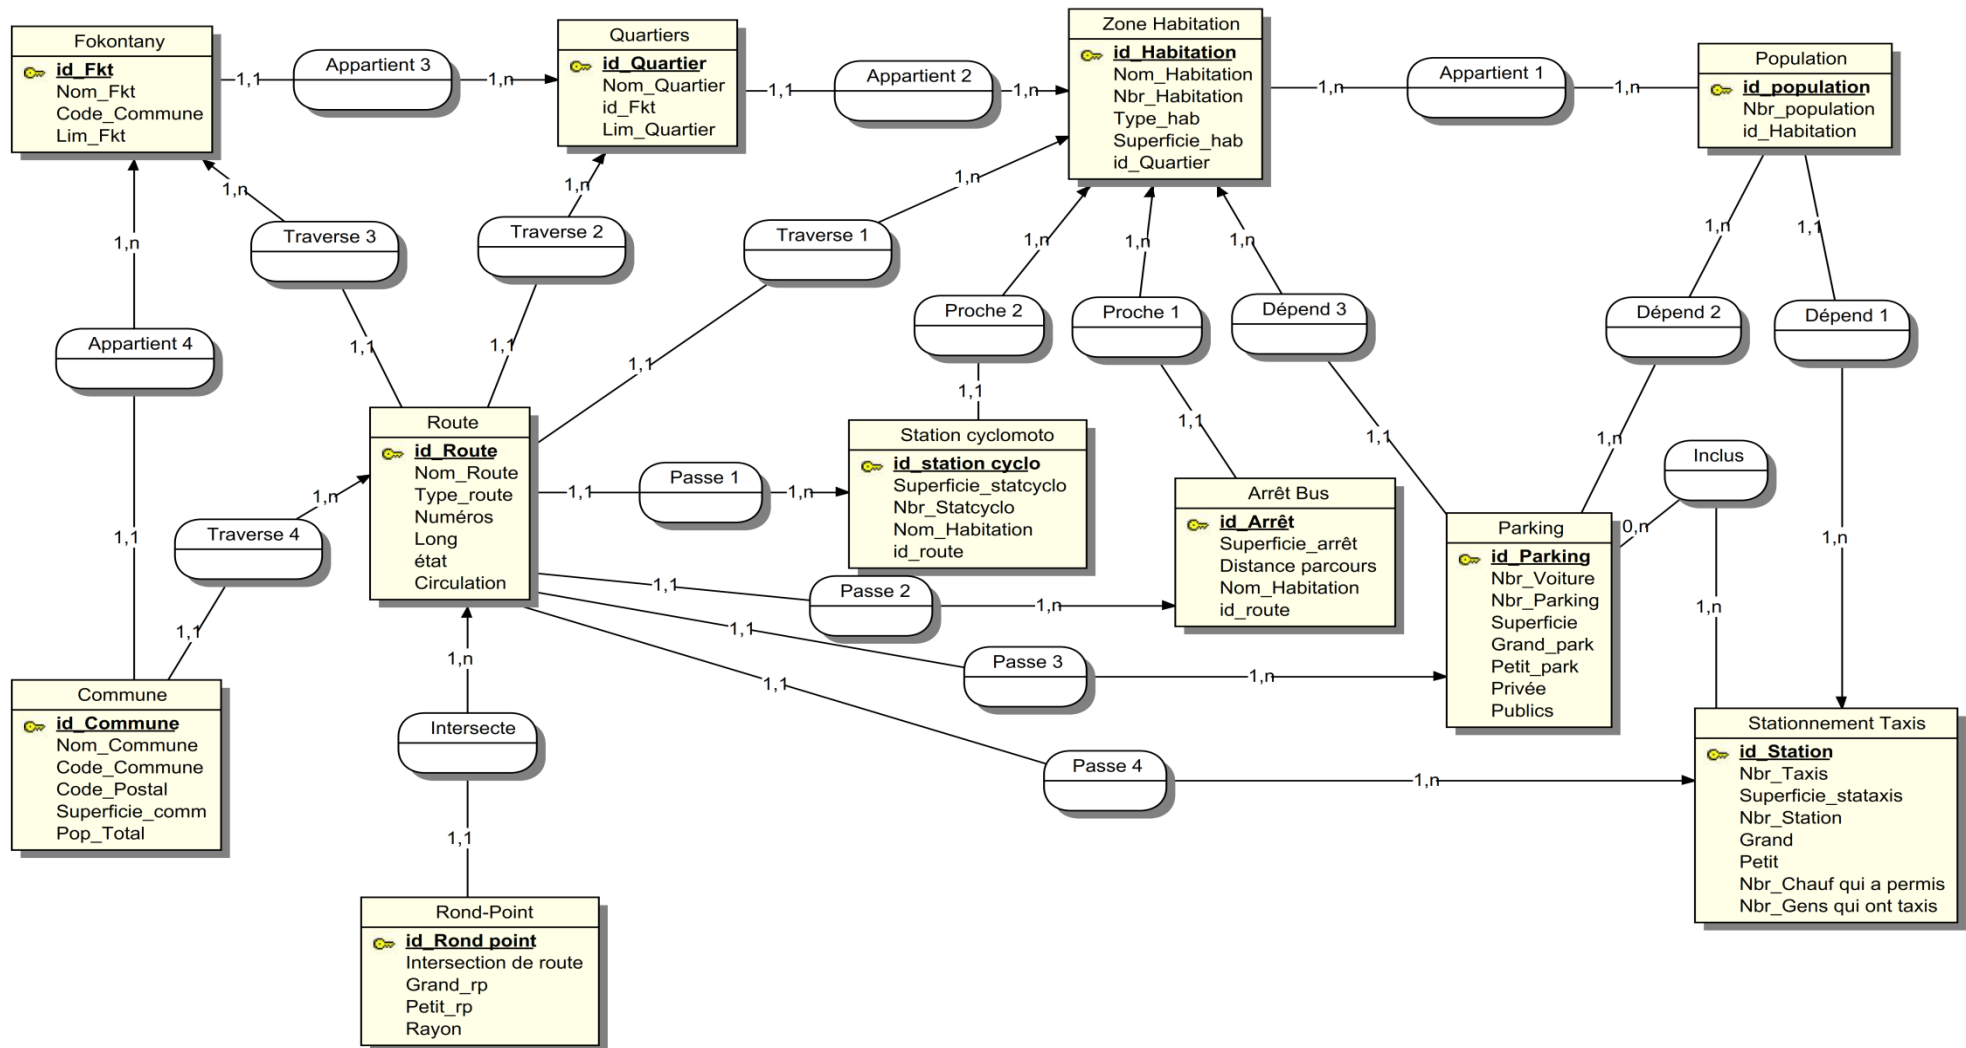 Fokontany
id_Fkt
Nom_Fkt
Code_Commune
Lim_Fkt
1,1
Appartient 3
1,n
Quartiers
id_Quartier
Nom_Quartier
id_Fkt
Lim_Quartier
1,1
Appartient 2
1,n
Zone Habitation
id_Habitation
Nom_Habitation
Nbr_Habitation
Type_hab
Superficie_hab
id_Quartier
1,n
Appartient 1
1,n
Population
id_population
Nbr_population
id_Habitation
1,n
Appartient 4
1,1
1,n
Traverse 3
1,1
1,n
Traverse 2
1,1
1,n
Traverse 1
1,1
1,n
Proche 2
1,1
1,n
Proche 1
1,1
1,n
Dépend 3
1,1
1,n
Dépend 2
1,n
1,1
Dépend 1
1,n
Route
id_Route
Nom_Route
Type_route
Numéros
Long
état
Circulation
1,1
Passe 1
1,n
Station cyclomoto
id_station cyclo
Superficie_statcyclo
Nbr_Statcyclo
Nom_Habitation
id_route
Arrêt Bus
id_Arrêt
Superficie_arrêt
Distance parcours
Nom_Habitation
id_route
Parking
id_Parking
Nbr_Voiture
Nbr_Parking
Superficie
Grand_park
Petit_park
Privée
Publics
0,n
Inclus
1,n
1,n
Traverse 4
1,1
1,1
Passe 2
1,n
1,1
Passe 3
1,n
1,1
Passe 4
1,n
Commune
id_Commune
Nom_Commune
Code_Commune
Code_Postal
Superficie_comm
Pop_Total
1,n
Intersecte
1,1
Stationnement Taxis
id_Station
Nbr_Taxis
Superficie_stataxis
Nbr_Station
Grand
Petit
Nbr_Chauf qui a permis
Nbr_Gens qui ont taxis
Rond-Point
id_Rond point
Intersection de route
Grand_rp
Petit_rp
Rayon